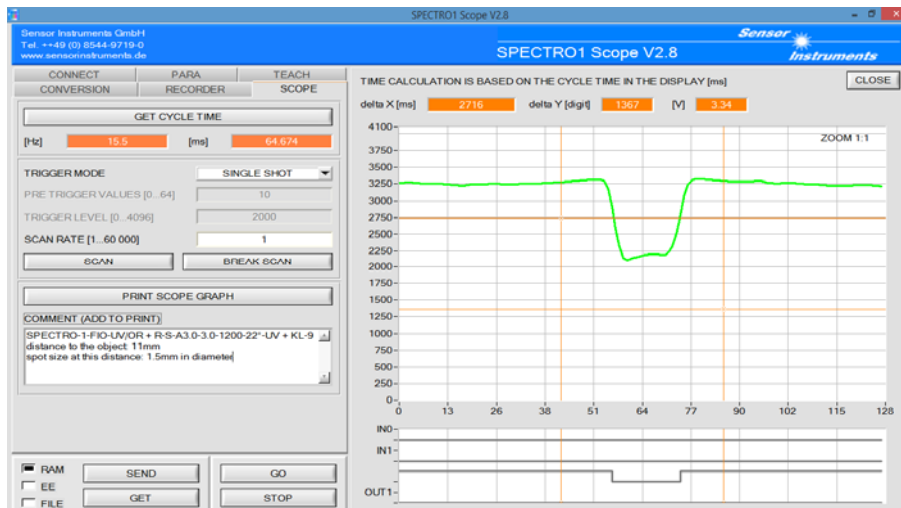 SPECTRO1 Scope V2.8
Sensor Instruments GmbH
Tel. ++49 (0) 8544-9719-0
www.sensorinstruments.de
SPECTRO1 Scope V2.8
Sensor
Instruments
CONNECT PARA TEACH
CONVERSION RECORDER SCOPE
GET CYCLE TIME
[Hz] 15.5 [ms] 64.674
TRIGGER MODE SINGLE SHOT
PRE TRIGGER VALUES [0...64] 10
TRIGGER LEVEL [0...4096] 2000
SCAN RATE [1...60 000] 1
SCAN BREAK SCAN
PRINT SCOPE GRAPH
COMMENT (ADD TO PRINT)
SPECTRO-1-FIO-UV/OR + R-S-A3.0-3.0-1200-22°-UV + KL-9
distance to the object: 11mm
spot size at this distance: 1.5mm in diameter
RAM SEND GO
EE
FILE GET STOP
TIME CALCULATION IS BASED ON THE CYCLE TIME IN THE DISPLAY [ms]
CLOSE
delta X [ms] 2716 delta Y [digit] 1367 [V] 3.34
ZOOM 1:1
4100
3750
3500
3250
3000
2750
2500
2250
2000
1750
1500
1250
1000
750
500
250
0
0 13 26 38 51 64 77 90 102 115 128
IN0
IN1
OUT1